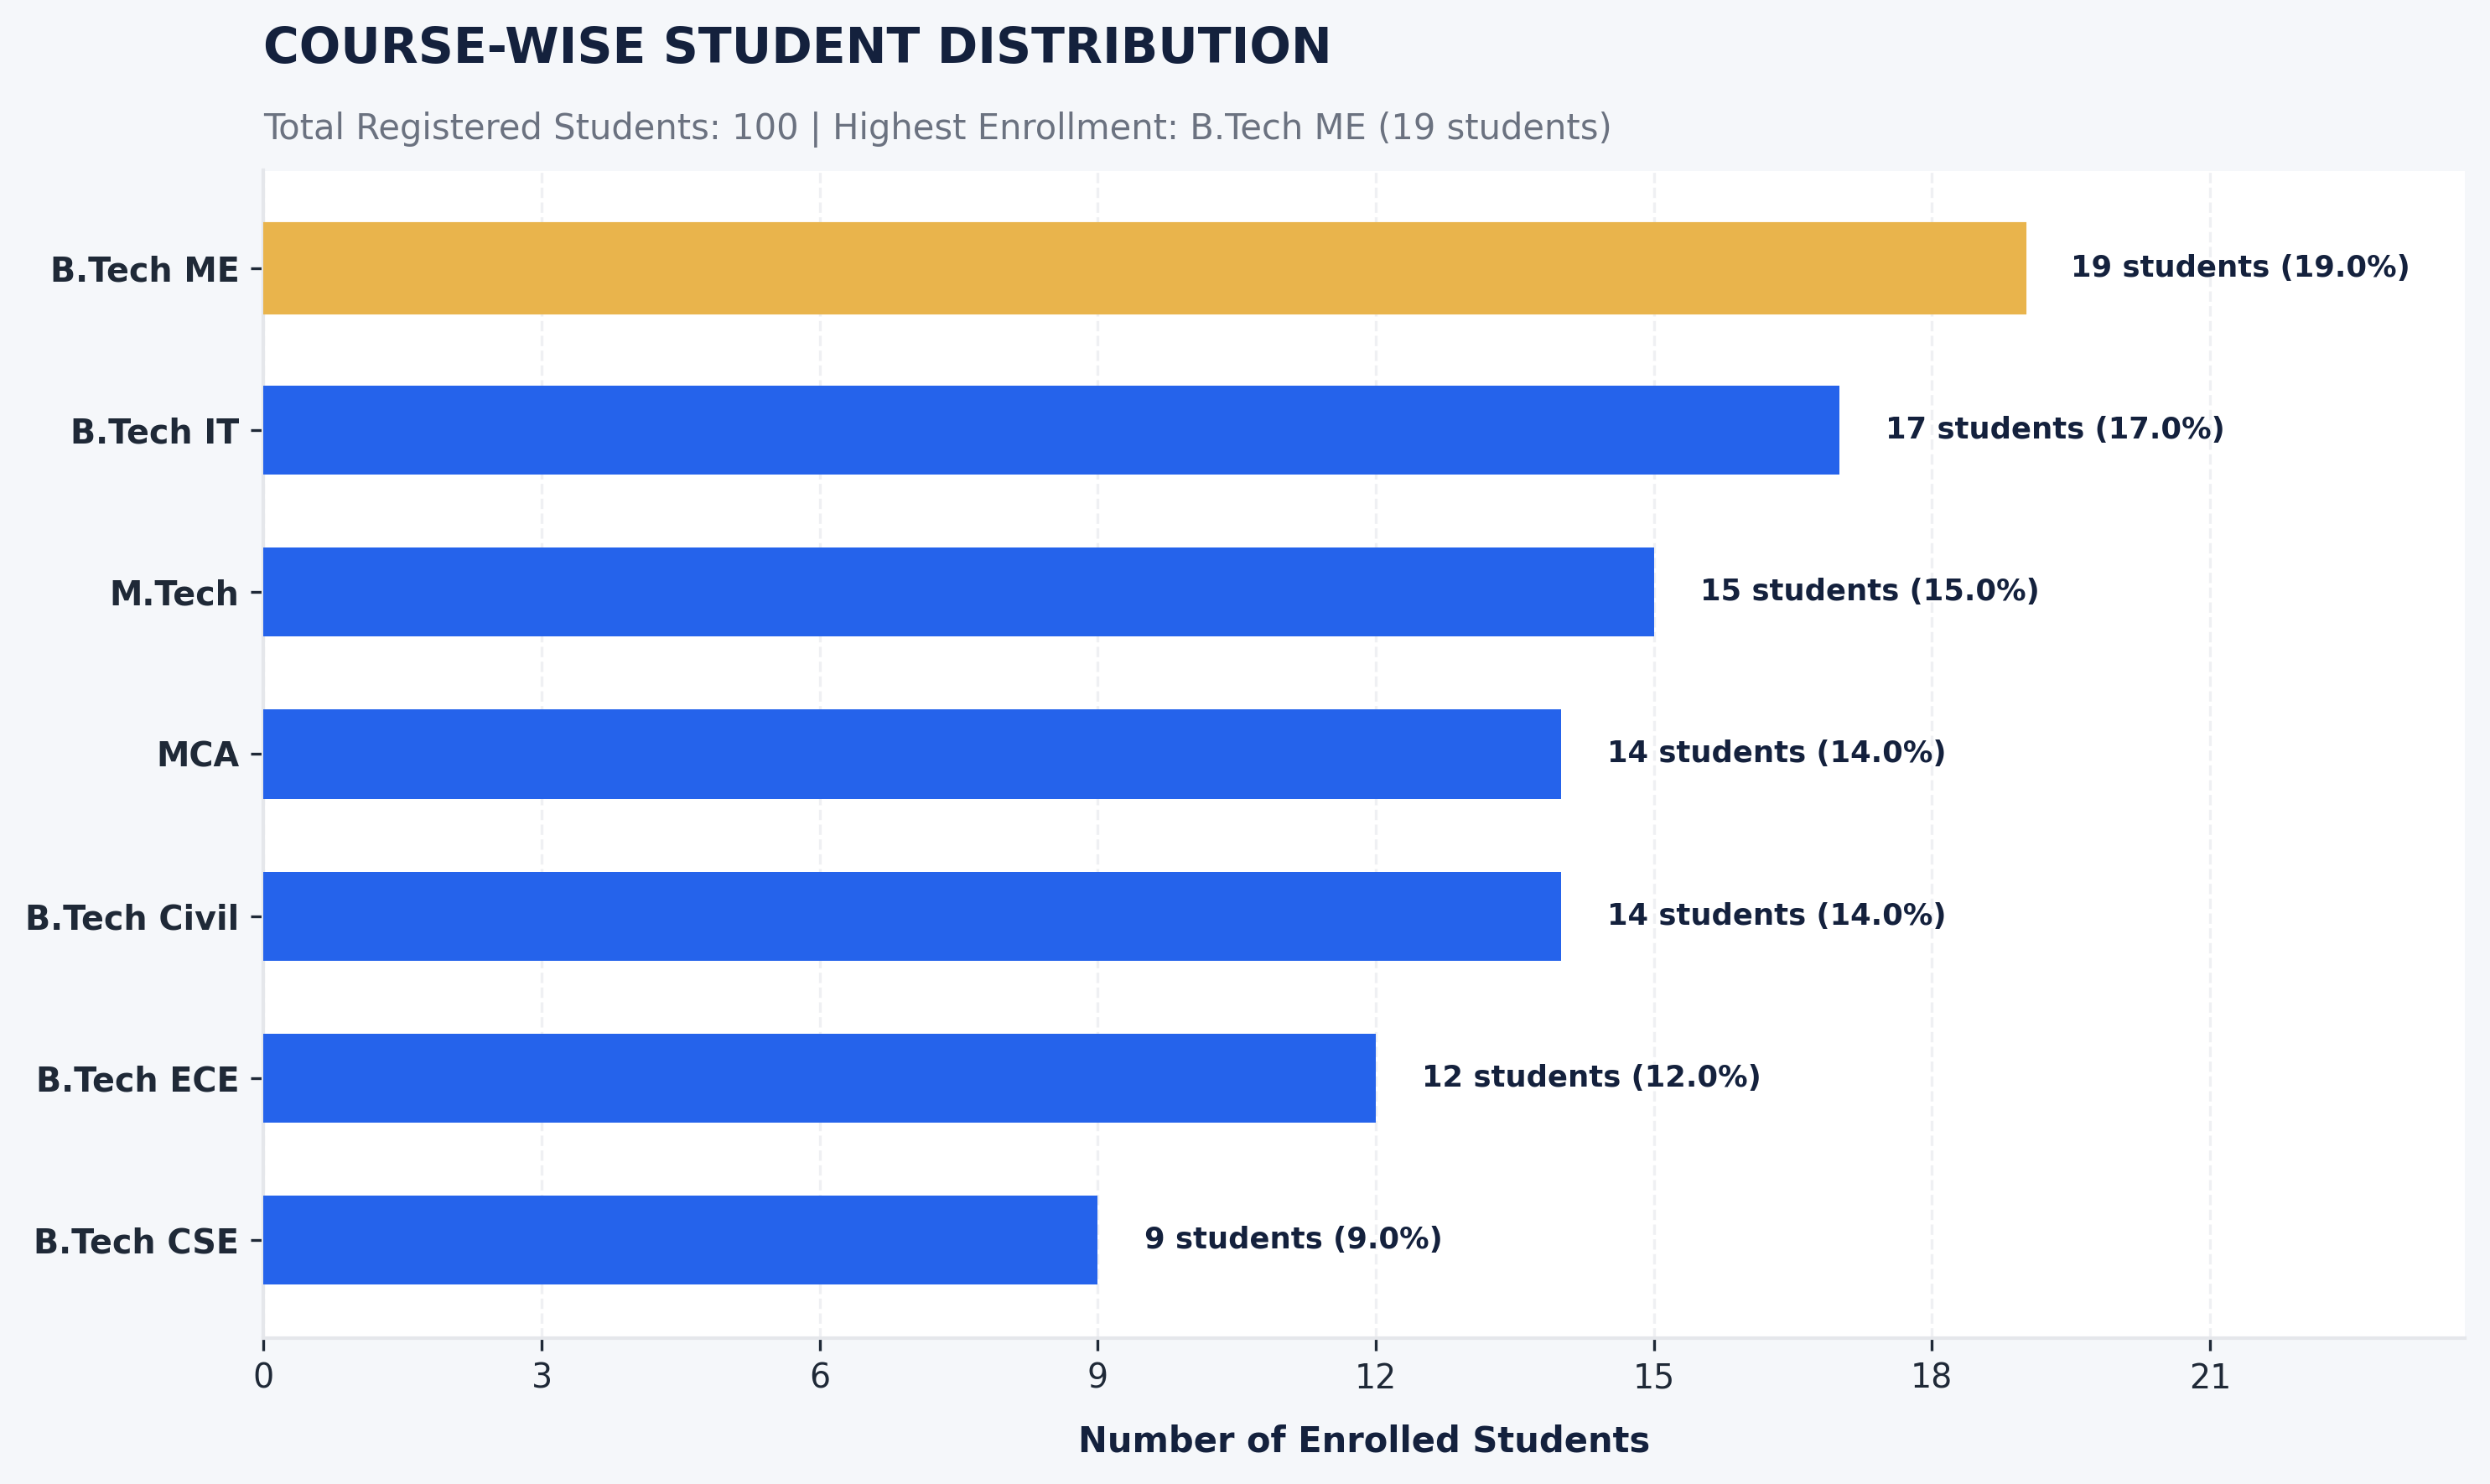 COURSE-WISE STUDENT DISTRIBUTION
Total Registered Students: 100 | Highest Enrollment: B.Tech ME (19 students)
B.Tech ME 19 students (19.0%)
B.Tech IT 17 students (17.0%)
M.Tech 15 students (15.0%)
MCA 14 students (14.0%)
B.Tech Civil 14 students (14.0%)
B.Tech ECE 12 students (12.0%)
B.Tech CSE 9 students (9.0%)
0 3 6 9 12 15 18 21
Number of Enrolled Students